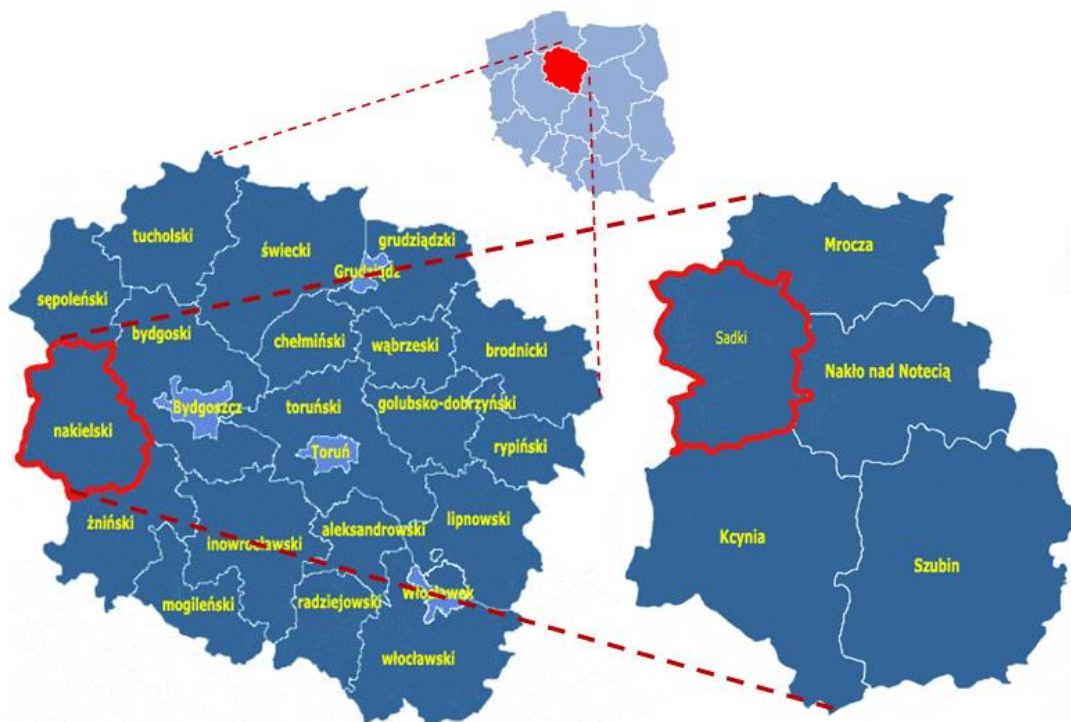 tucholski
świecki
grudziądzki
Grudziądz
sępoleński
bydgoski
chełmiński
wąbrzeski
brodnicki
nakielski
Bydgoszcz
toruński
golubsko-dobrzyński
Toruń
rypiński
żniński
inowrocławski
aleksandrowski
lipnowski
mogileński
radziejowski
Włocławek
włocławski
Mrocza
Sadki
Nakło nad Notecią
Kcynia
Szubin